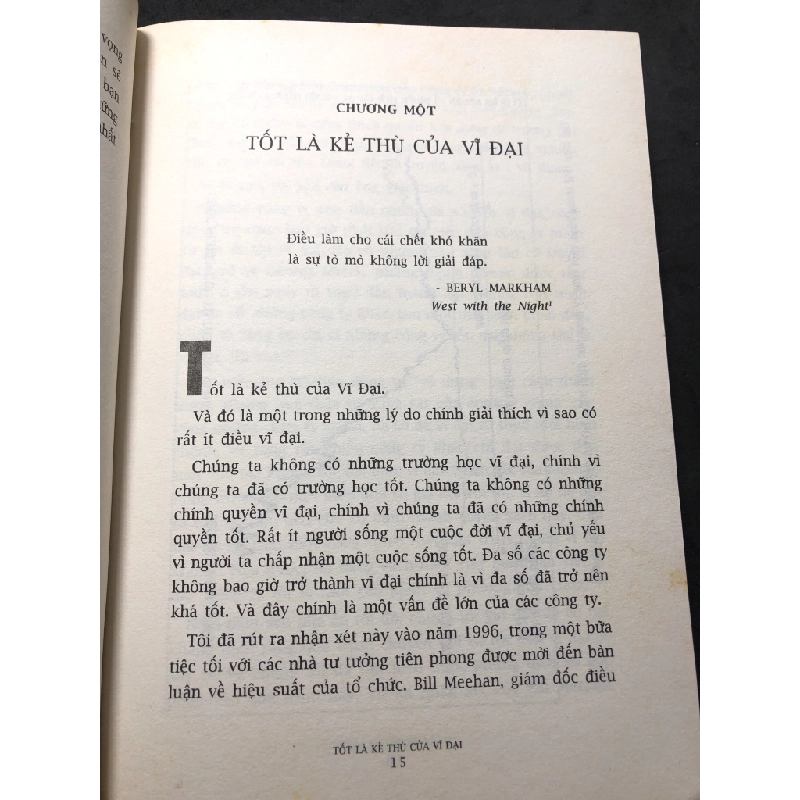 vọng
sẽ
bện
nhất
CHƯƠNG MỘT
TỐT LÀ KẺ THÙ CỦA VĨ ĐẠI
Điều làm cho cái chết khó khăn
là sự tò mò không lời giải đáp.
- BERYL MARKHAM
West with the Night¹
Tốt là kẻ thù của Vĩ Đại.
Và đó là một trong những lý do chính giải thích vì sao có
rất ít điều vĩ đại.
Chúng ta không có những trường học vĩ đại, chính vì
chúng ta đã có trường học tốt. Chúng ta không có những
chính quyền vĩ đại, chính vì chúng ta đã có những chính
quyền tốt. Rất ít người sống một cuộc đời vĩ đại, chủ yếu
vì người ta chấp nhận một cuộc sống tốt. Đa số các công ty
không bao giờ trở thành vĩ đại chính là vì đa số đã trở nên
khá tốt. Và đây chính là một vấn đề lớn của các công ty.
Tôi đã rút ra nhận xét này vào năm 1996, trong một bữa
tiệc tối với các nhà tư tưởng tiên phong được mời đến bàn
luận về hiệu suất của tổ chức. Bill Meehan, giám đốc điều
TỐT LÀ KẺ THÙ CỦA VĨ ĐẠI
15